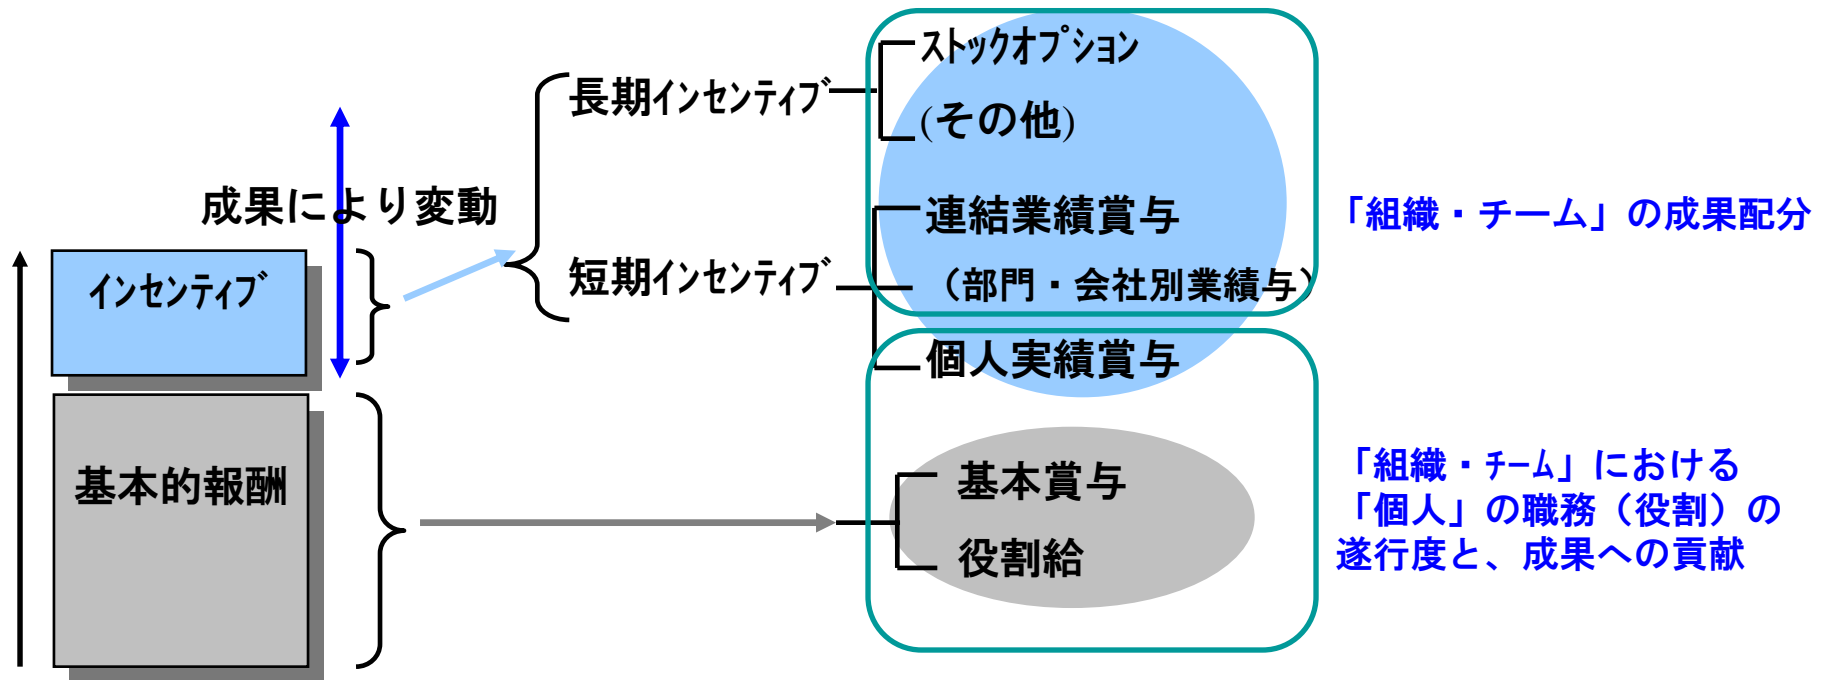 ｽﾄｯｸｵﾌﾟｼｮﾝ
長期ｲﾝｾﾝﾃｨﾌﾞ
(その他)
成果により変動
連結業績賞与
「組織・チーム」の成果配分
短期ｲﾝｾﾝﾃｨﾌﾞ
（部門・会社別業績与）
ｲﾝｾﾝﾃｨﾌﾞ
個人実績賞与
基本的報酬
基本賞与
役割給
「組織・ﾁｰﾑ」における
「個人」の職務（役割）の
遂行度と、成果への貢献